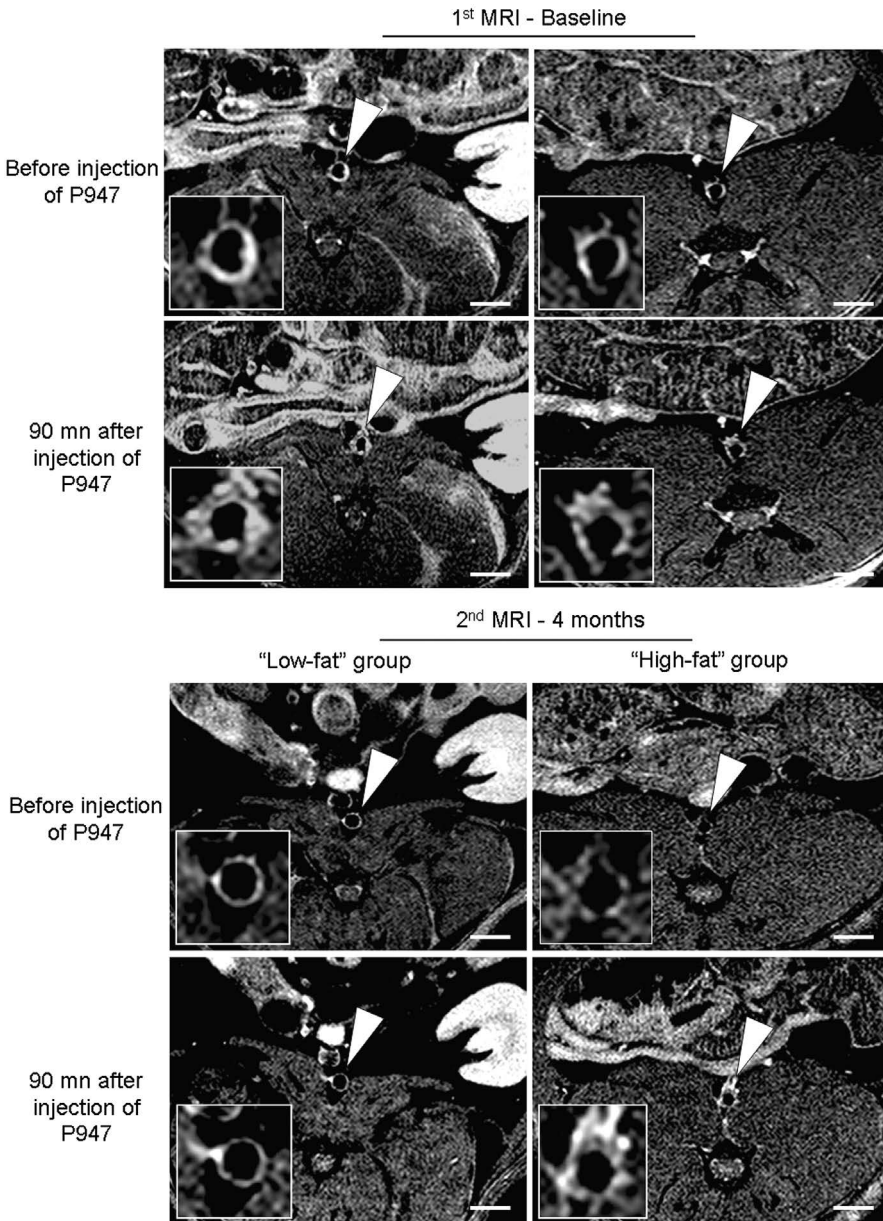 1st MRI - Baseline
Before injection
of P947
90 mn after
injection of
P947
2nd MRI - 4 months
“Low-fat” group
“High-fat” group
Before injection
of P947
90 mn after
injection of
P947